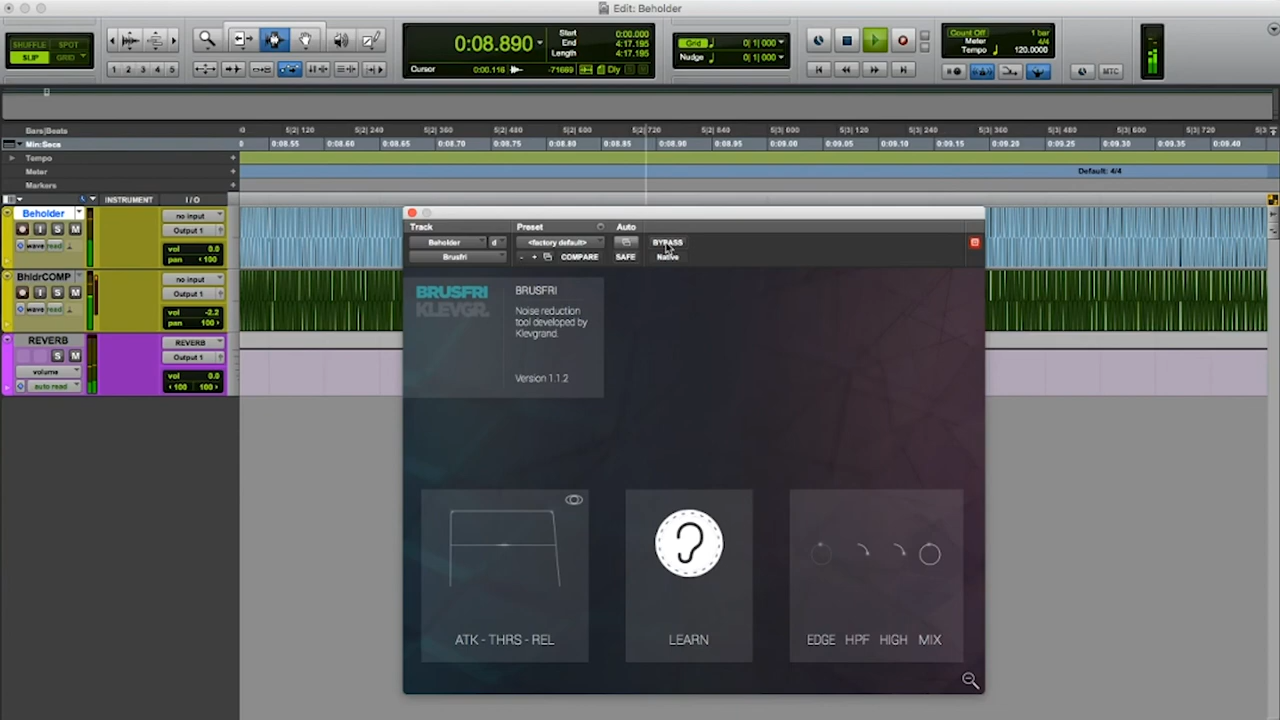 Edit: Beholder
SHUFFLE SPOT
SLIP GRID
1 2 3 4 5
0:08.890
Start 0:00.000
End 4:17.195
Length 4:17.195
Cursor 0:00.116 -71669 Dly
Grid 0| 1| 000
Nudge 0| 1| 000
Count Off 1 bar
Meter 4/4
Tempo 120.0000
MTC
Bars|Beats 5|2| 120 5|2| 240 5|2| 360 5|2| 480 5|2| 600 5|2| 720 5|2| 840 5|3| 000 5|3| 120 5|3| 240 5|3| 360 5|3| 480 5|3| 600 5|3| 720
Min:Secs 0:08.55 0:08.60 0:08.65 0:08.70 0:08.75 0:08.80 0:08.85 0:08.90 0:09.00 0:09.05 0:09.10 0:09.15 0:09.20 0:09.25 0:09.30 0:09.35 0:09.40
Tempo
Meter Default: 4/4
Markers
INSTRUMENT I/O
Beholder no input
I S M Output 1
wave read vol 0.0
pan 100
BhldrCOMP no input
I S M Output 1
wave read vol -2.2
pan 100
REVERB REVERB
S M Output 1
volume vol 0.0
auto read 100 100
Track Preset Auto
Beholder d <factory default> BYPASS
Brusfri - + COMPARE SAFE Native
BRUSFRI
KLEVGR.
BRUSFRI
Noise reduction
tool developed by
Klevgrand.
Version 1.1.2
ATK - THRS - REL
LEARN
EDGE HPF HIGH MIX